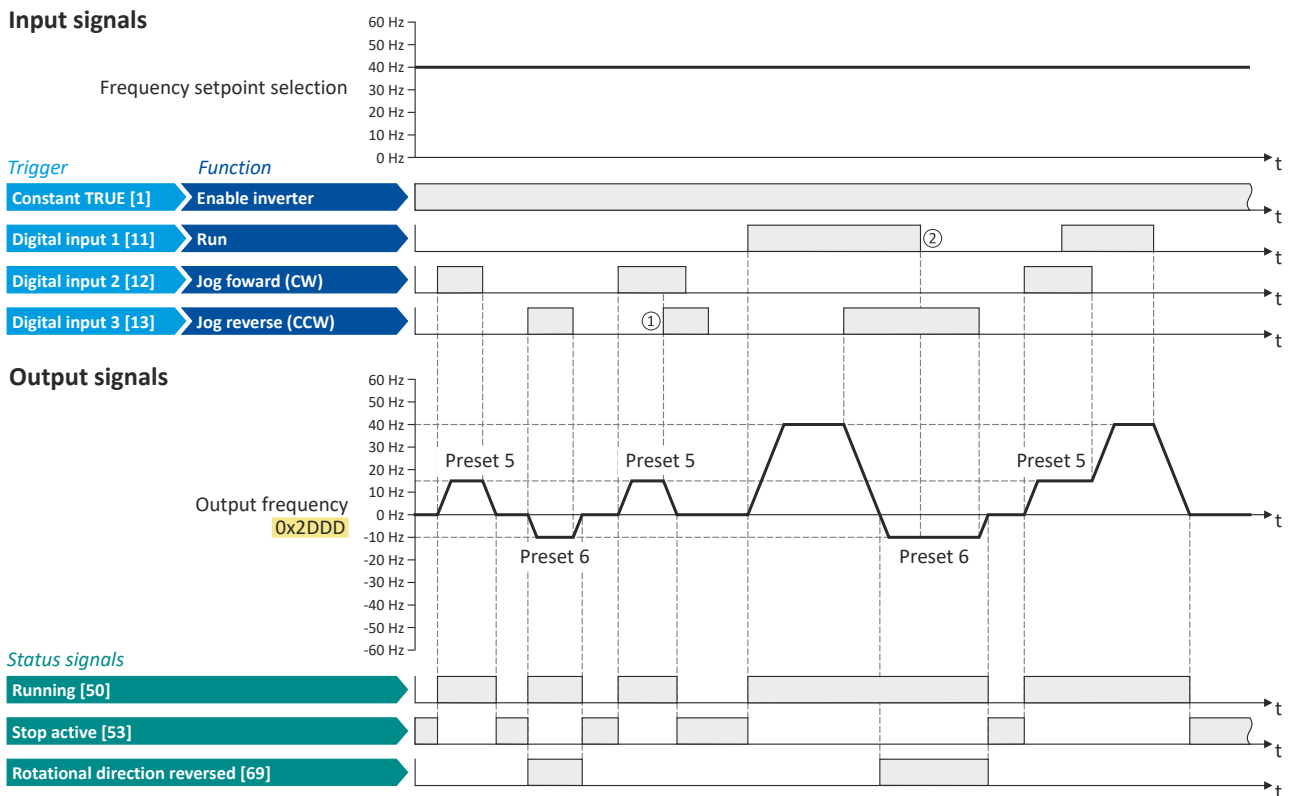 Input signals
60 Hz
50 Hz
40 Hz
Frequency setpoint selection
30 Hz
20 Hz
10 Hz
0 Hz
t
Trigger Function
Constant TRUE [1] Enable inverter
t
Digital input 1 [11] Run
②
t
Digital input 2 [12] Jog foward (CW)
t
Digital input 3 [13] Jog reverse (CCW)
①
t
Output signals
60 Hz
50 Hz
40 Hz
30 Hz
Preset 5 Preset 5 Preset 5
20 Hz
10 Hz
Output frequency
0x2DDD
0 Hz
t
-10 Hz
Preset 6 Preset 6
-20 Hz
-30 Hz
-40 Hz
-50 Hz
-60 Hz
Status signals
Running [50]
t
Stop active [53]
t
Rotational direction reversed [69]
t